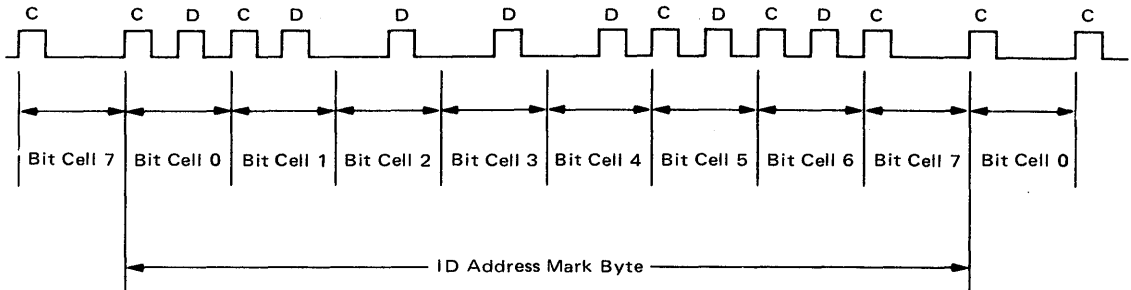 C C D C D D D D C D C D C C C
Bit Cell 7 Bit Cell 0 Bit Cell 1 Bit Cell 2 Bit Cell 3 Bit Cell 4 Bit Cell 5 Bit Cell 6 Bit Cell 7 Bit Cell 0
ID Address Mark Byte